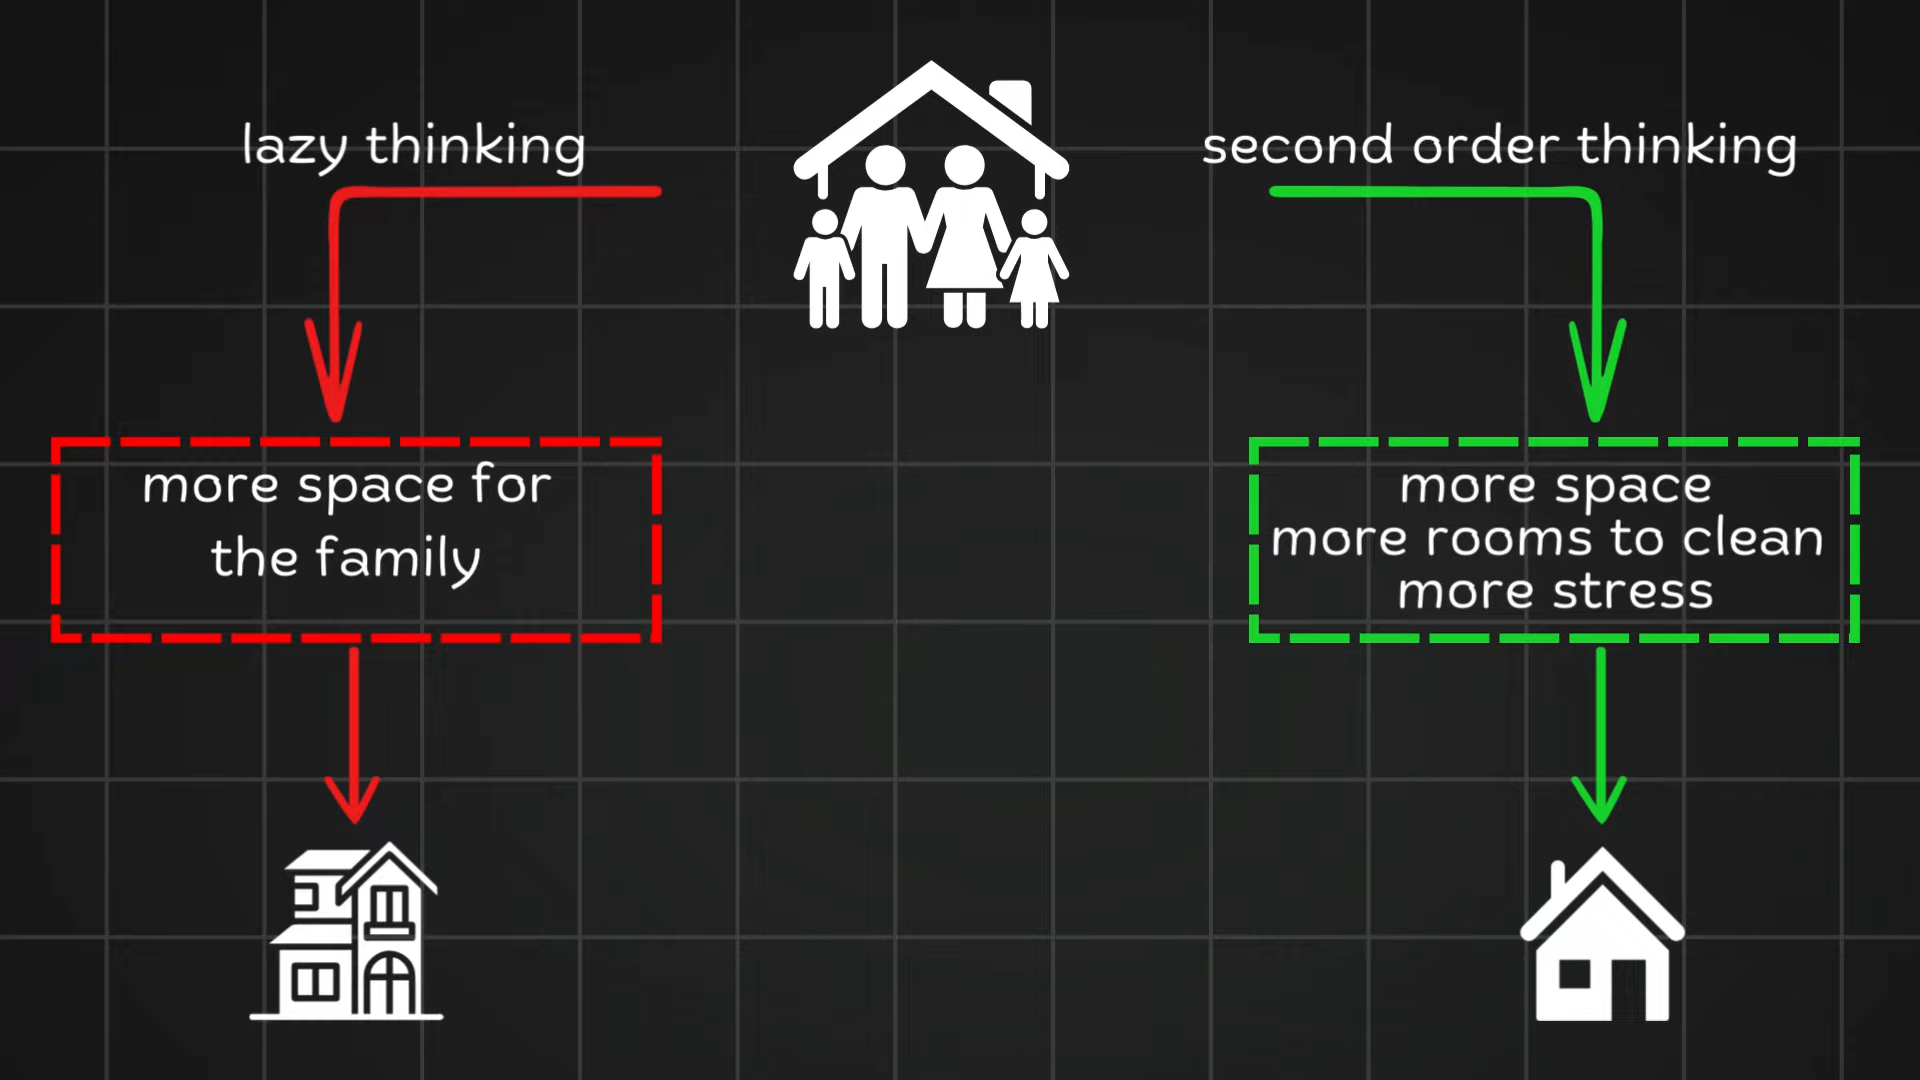 lazy thinking
second order thinking
more space for
the family
more space
more rooms to clean
more stress